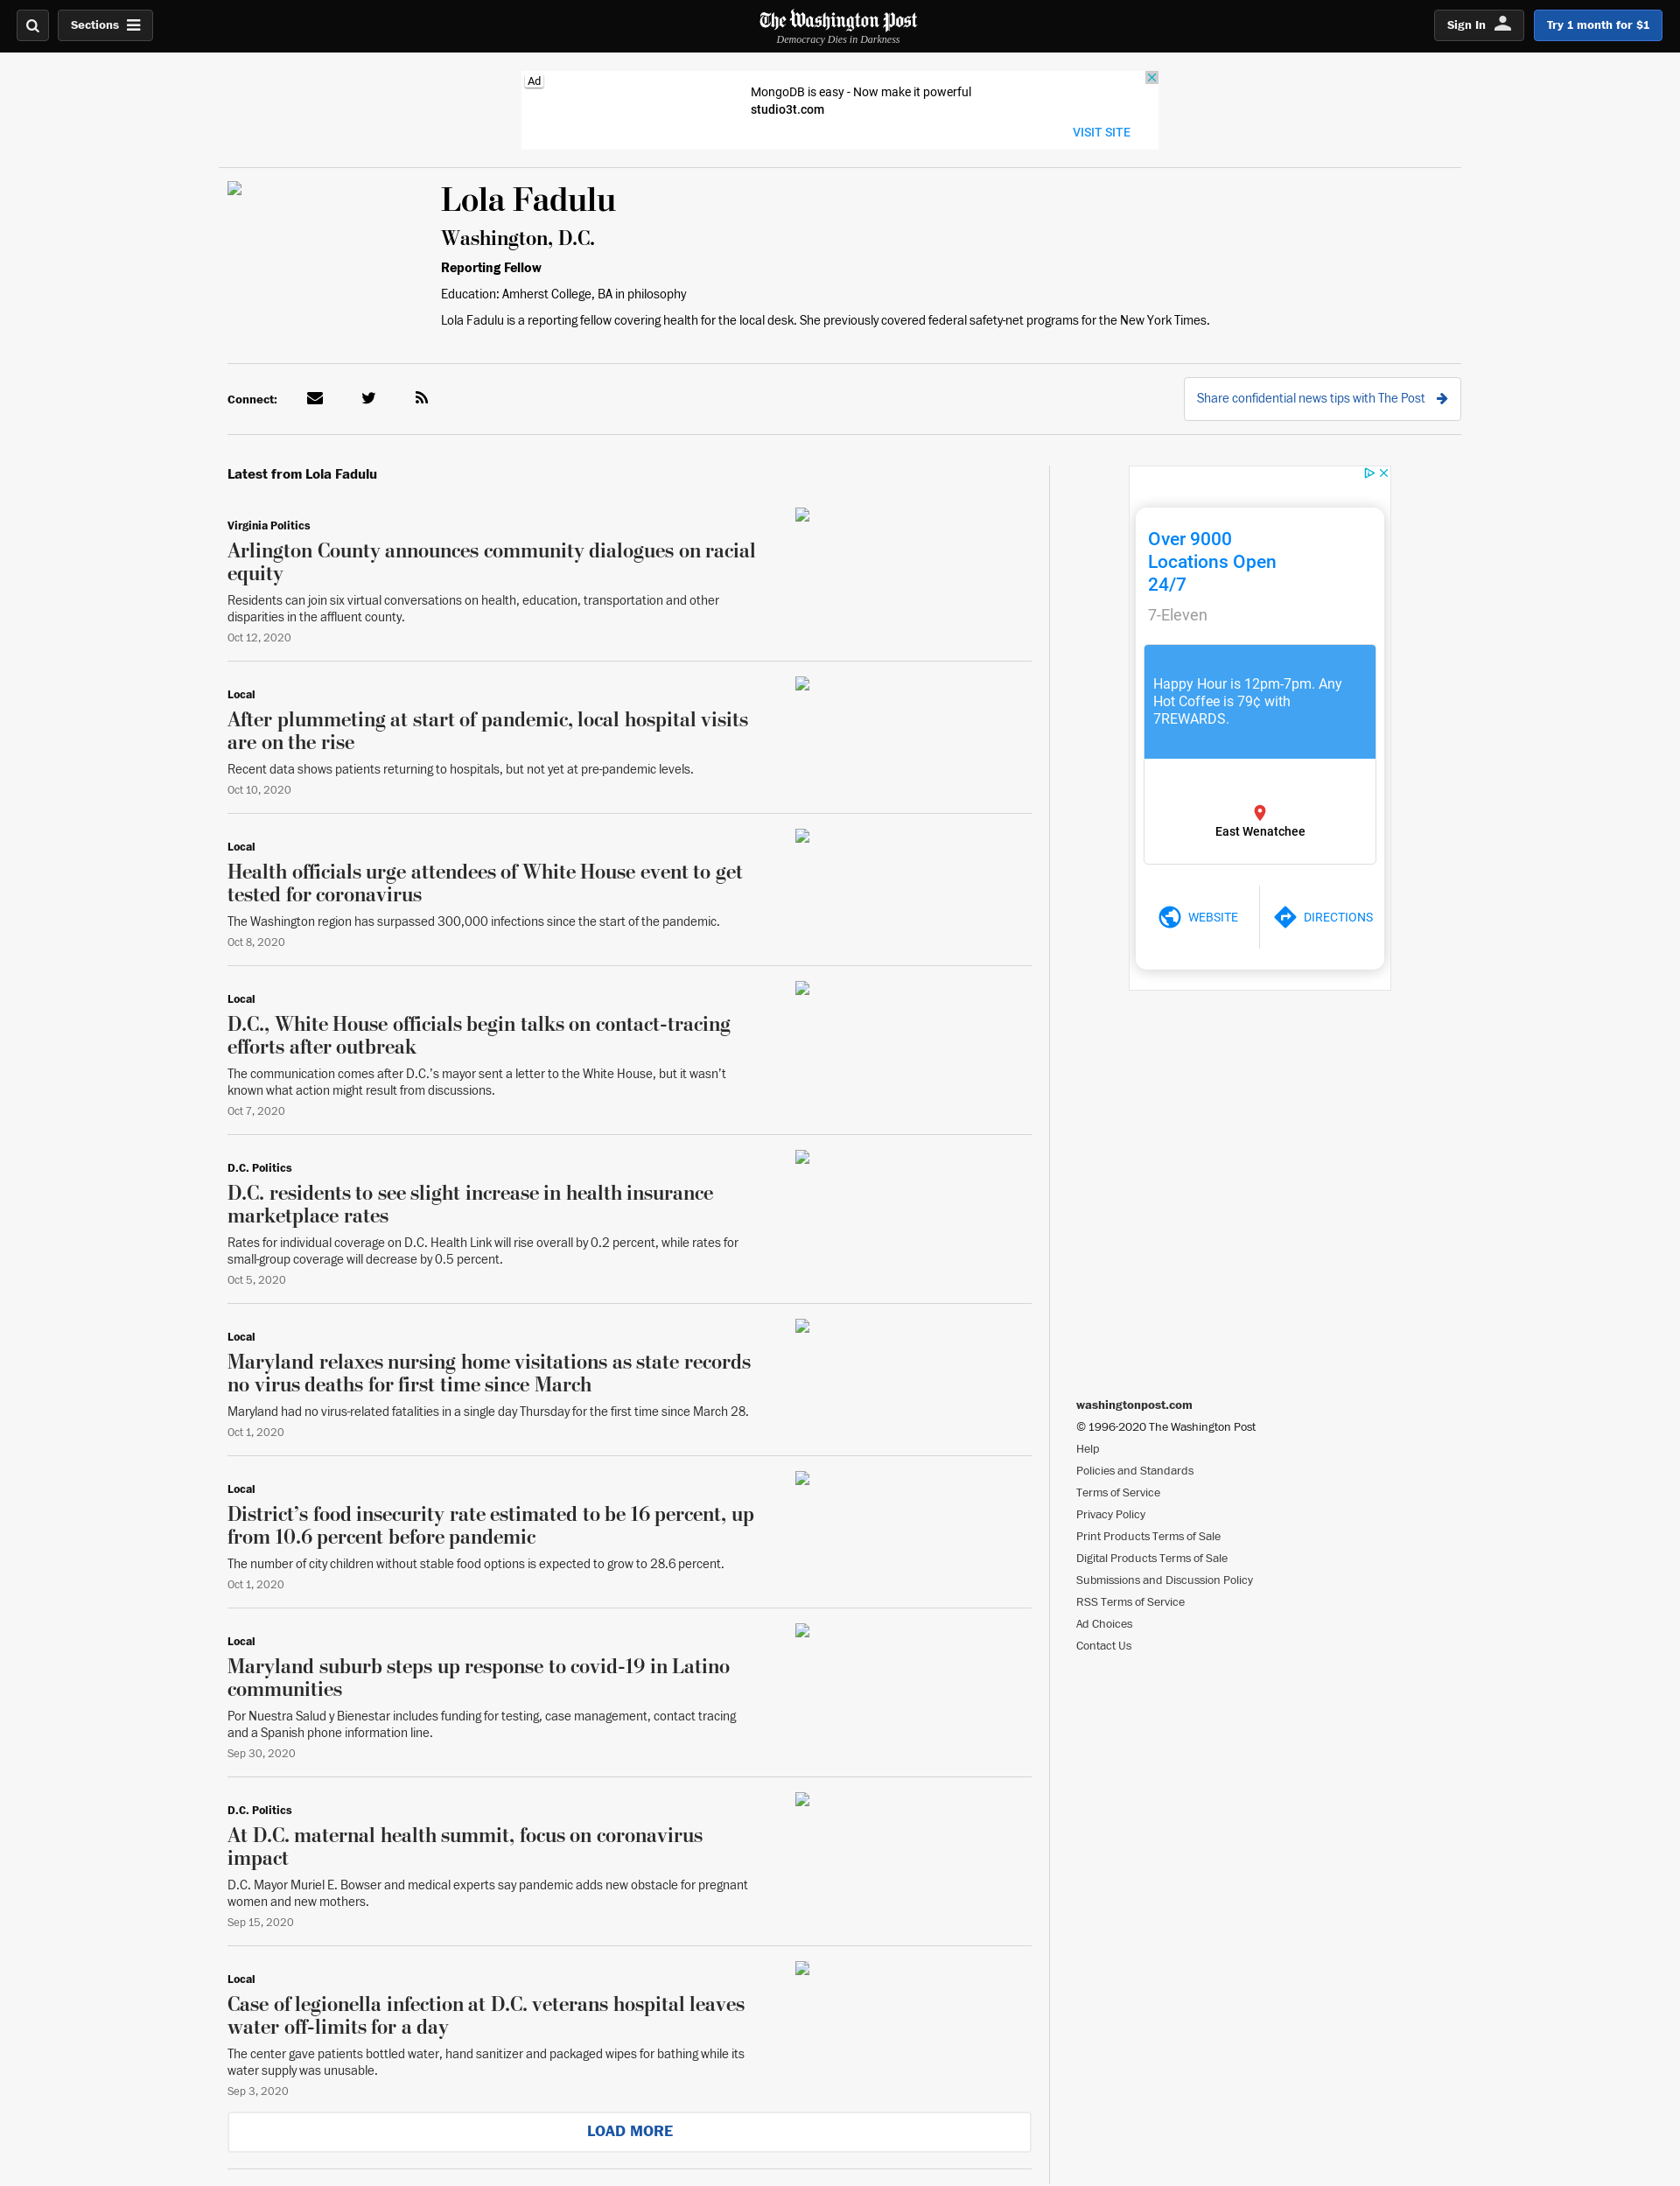 Sections
The Washington Post
Democracy Dies in Darkness
Sign In
Try 1 month for $1
Ad
MongoDB is easy - Now make it powerful
studio3t.com
VISIT SITE
Lola Fadulu
Washington, D.C.
Reporting Fellow
Education: Amherst College, BA in philosophy
Lola Fadulu is a reporting fellow covering health for the local desk. She previously covered federal safety-net programs for the New York Times.
Connect:
Share confidential news tips with The Post
Latest from Lola Fadulu
Virginia Politics
Arlington County announces community dialogues on racial
equity
Residents can join six virtual conversations on health, education, transportation and other
disparities in the affluent county.
Oct 12, 2020
Local
After plummeting at start of pandemic, local hospital visits
are on the rise
Recent data shows patients returning to hospitals, but not yet at pre-pandemic levels.
Oct 10, 2020
Local
Health officials urge attendees of White House event to get
tested for coronavirus
The Washington region has surpassed 300,000 infections since the start of the pandemic.
Oct 8, 2020
Local
D.C., White House officials begin talks on contact-tracing
efforts after outbreak
The communication comes after D.C.’s mayor sent a letter to the White House, but it wasn’t
known what action might result from discussions.
Oct 7, 2020
D.C. Politics
D.C. residents to see slight increase in health insurance
marketplace rates
Rates for individual coverage on D.C. Health Link will rise overall by 0.2 percent, while rates for
small-group coverage will decrease by 0.5 percent.
Oct 5, 2020
Local
Maryland relaxes nursing home visitations as state records
no virus deaths for first time since March
Maryland had no virus-related fatalities in a single day Thursday for the first time since March 28.
Oct 1, 2020
Local
District’s food insecurity rate estimated to be 16 percent, up
from 10.6 percent before pandemic
The number of city children without stable food options is expected to grow to 28.6 percent.
Oct 1, 2020
Local
Maryland suburb steps up response to covid-19 in Latino
communities
Por Nuestra Salud y Bienestar includes funding for testing, case management, contact tracing
and a Spanish phone information line.
Sep 30, 2020
D.C. Politics
At D.C. maternal health summit, focus on coronavirus
impact
D.C. Mayor Muriel E. Bowser and medical experts say pandemic adds new obstacle for pregnant
women and new mothers.
Sep 15, 2020
Local
Case of legionella infection at D.C. veterans hospital leaves
water off-limits for a day
The center gave patients bottled water, hand sanitizer and packaged wipes for bathing while its
water supply was unusable.
Sep 3, 2020
LOAD MORE
Over 9000
Locations Open
24/7
7-Eleven
Happy Hour is 12pm-7pm. Any
Hot Coffee is 79¢ with
7REWARDS.
East Wenatchee
WEBSITE
DIRECTIONS
washingtonpost.com
© 1996-2020 The Washington Post
Help
Policies and Standards
Terms of Service
Privacy Policy
Print Products Terms of Sale
Digital Products Terms of Sale
Submissions and Discussion Policy
RSS Terms of Service
Ad Choices
Contact Us